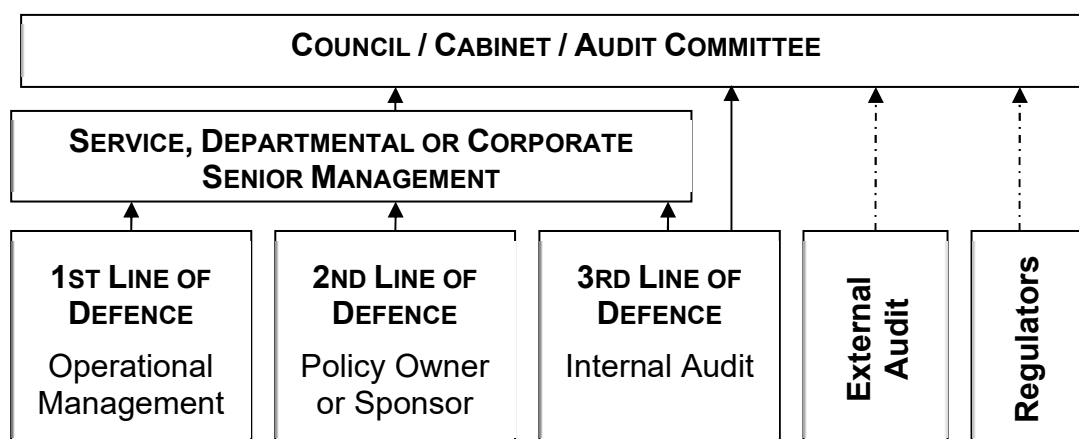 COUNCIL / CABINET / AUDIT COMMITTEE
SERVICE, DEPARTMENTAL OR CORPORATE
SENIOR MANAGEMENT
1ST LINE OF
DEFENCE
Operational
Management
2ND LINE OF
DEFENCE
Policy Owner
or Sponsor
3RD LINE OF
DEFENCE
Internal Audit
External
Audit
Regulators